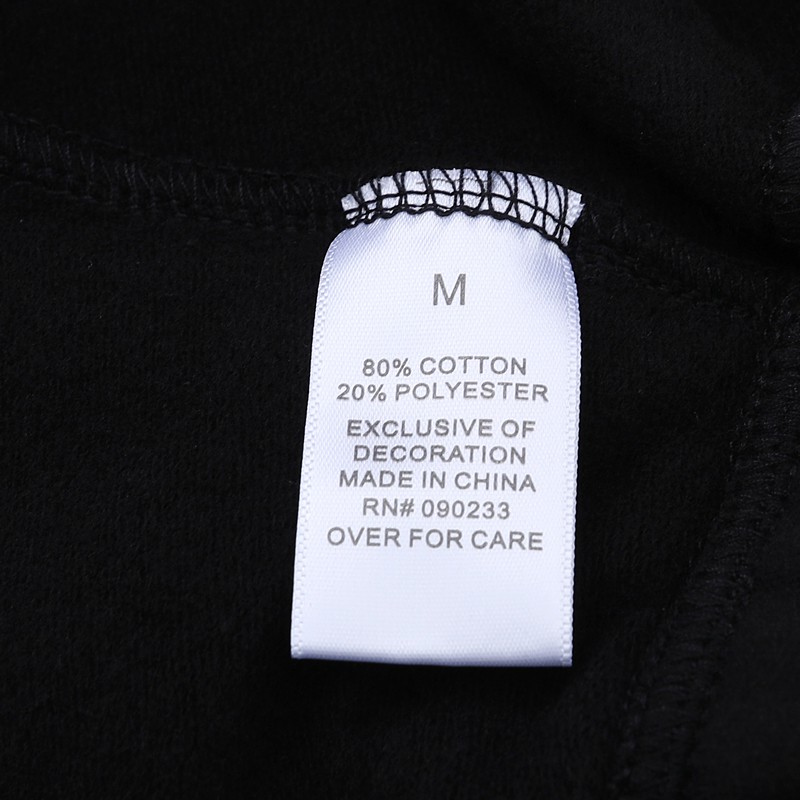 M
80% COTTON
20% POLYESTER
EXCLUSIVE OF
DECORATION
MADE IN CHINA
RN# 090233
OVER FOR CARE